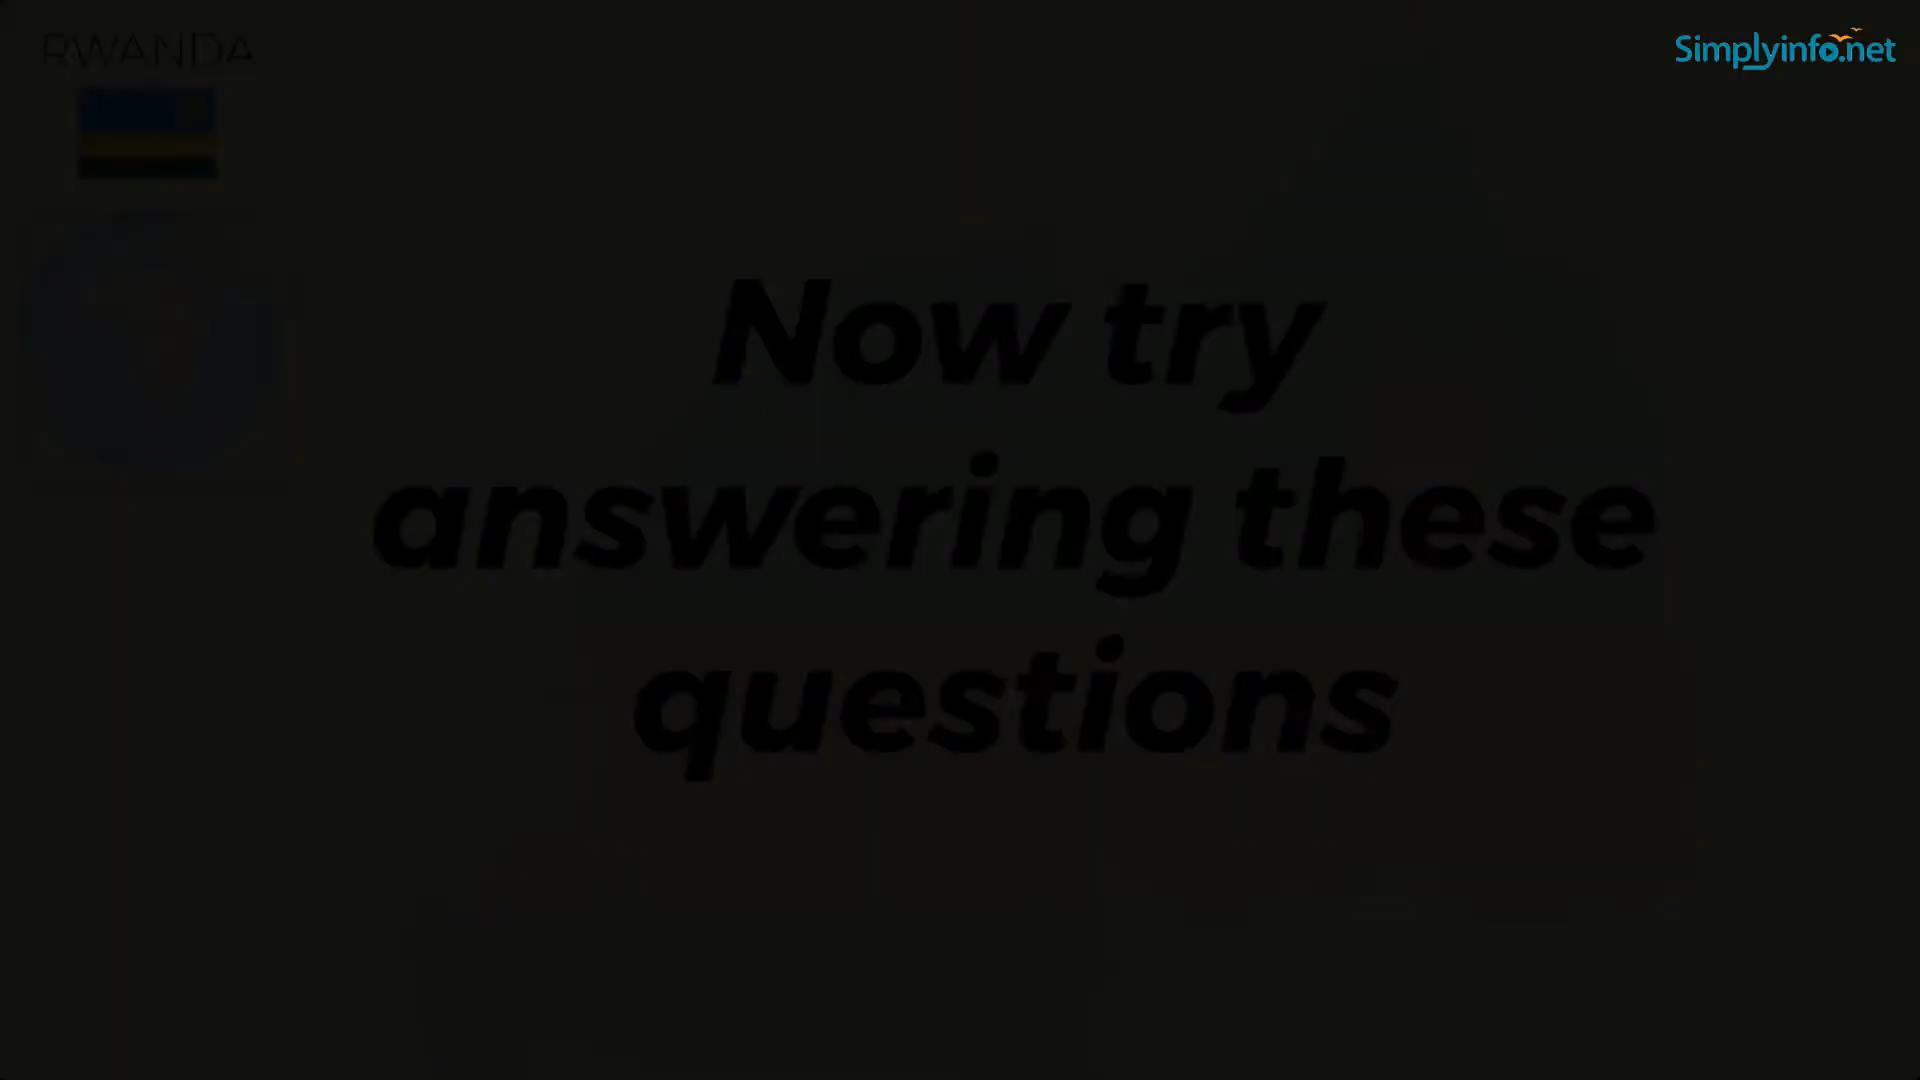 RWANDA
Simplyinfo.net
Now try
answering these
questions